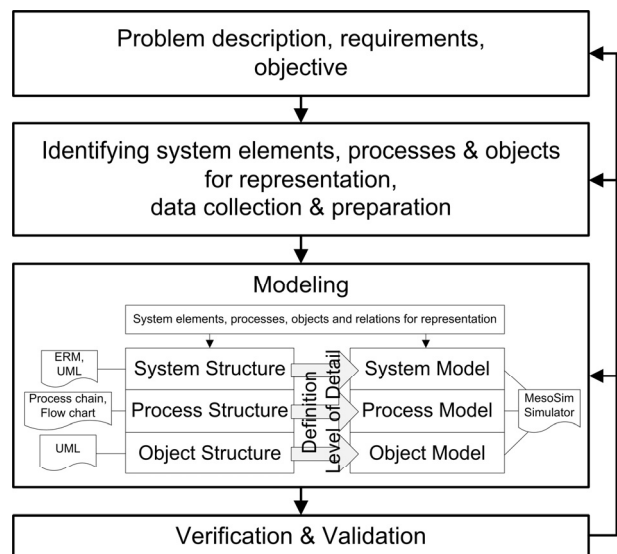 Problem description, requirements,
objective
Identifying system elements, processes & objects
for representation,
data collection & preparation
Modeling
System elements, processes, objects and relations for representation
ERM,
UML
System Structure
System Model
Process chain,
Flow chart
Process Structure
Process Model
UML
Object Structure
Object Model
Definition
Level of Detail
MesoSim
Simulator
Verification & Validation